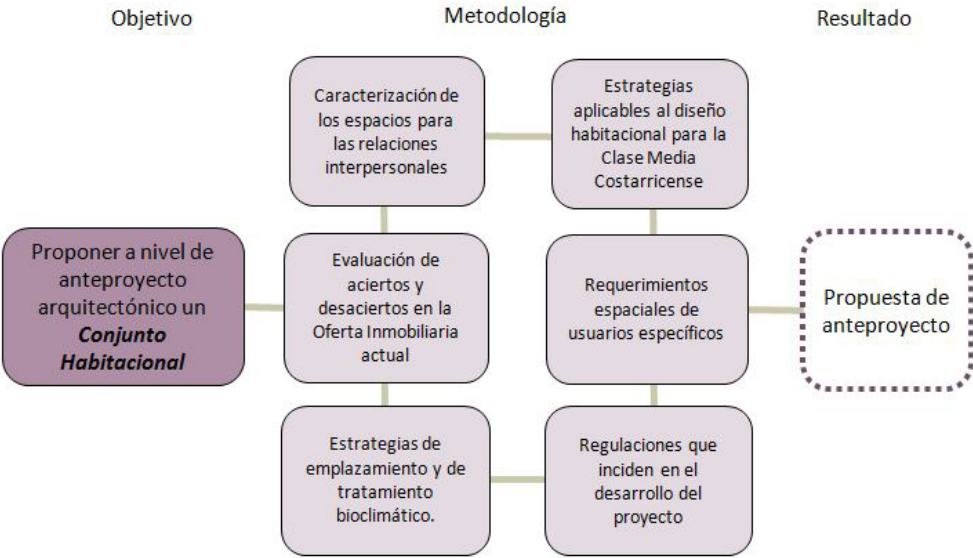 Objetivo
Metodología
Resultado
Proponer a nivel de
anteproyecto
arquitectónico un
Conjunto
Habitacional
Caracterización de
los espacios para
las relaciones
interpersonales
Estrategias
aplicables al diseño
habitacional para la
Clase Media
Costarricense
Evaluación de
aciertos y
desaciertos en la
Oferta Inmobiliaria
actual
Requerimientos
espaciales de
usuarios específicos
Estrategias de
emplazamiento y de
tratamiento
bioclimático.
Regulaciones que
inciden en el
desarrollo del
proyecto
Propuesta de
anteproyecto